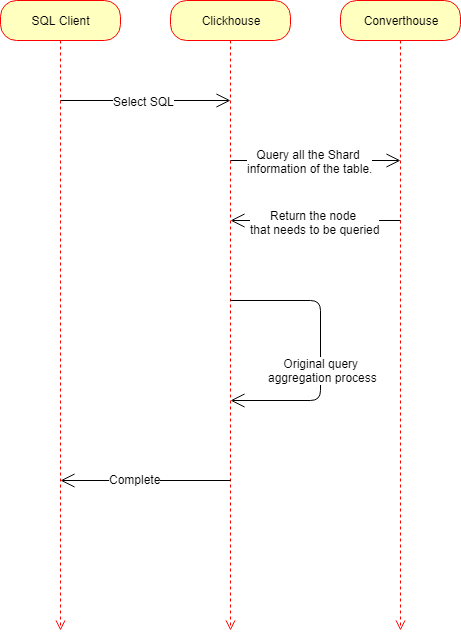 SQL Client
Clickhouse
Converthouse
Select SQL
Query all the Shard
information of the table.
Return the node
that needs to be queried
Original query
aggregation process
Complete